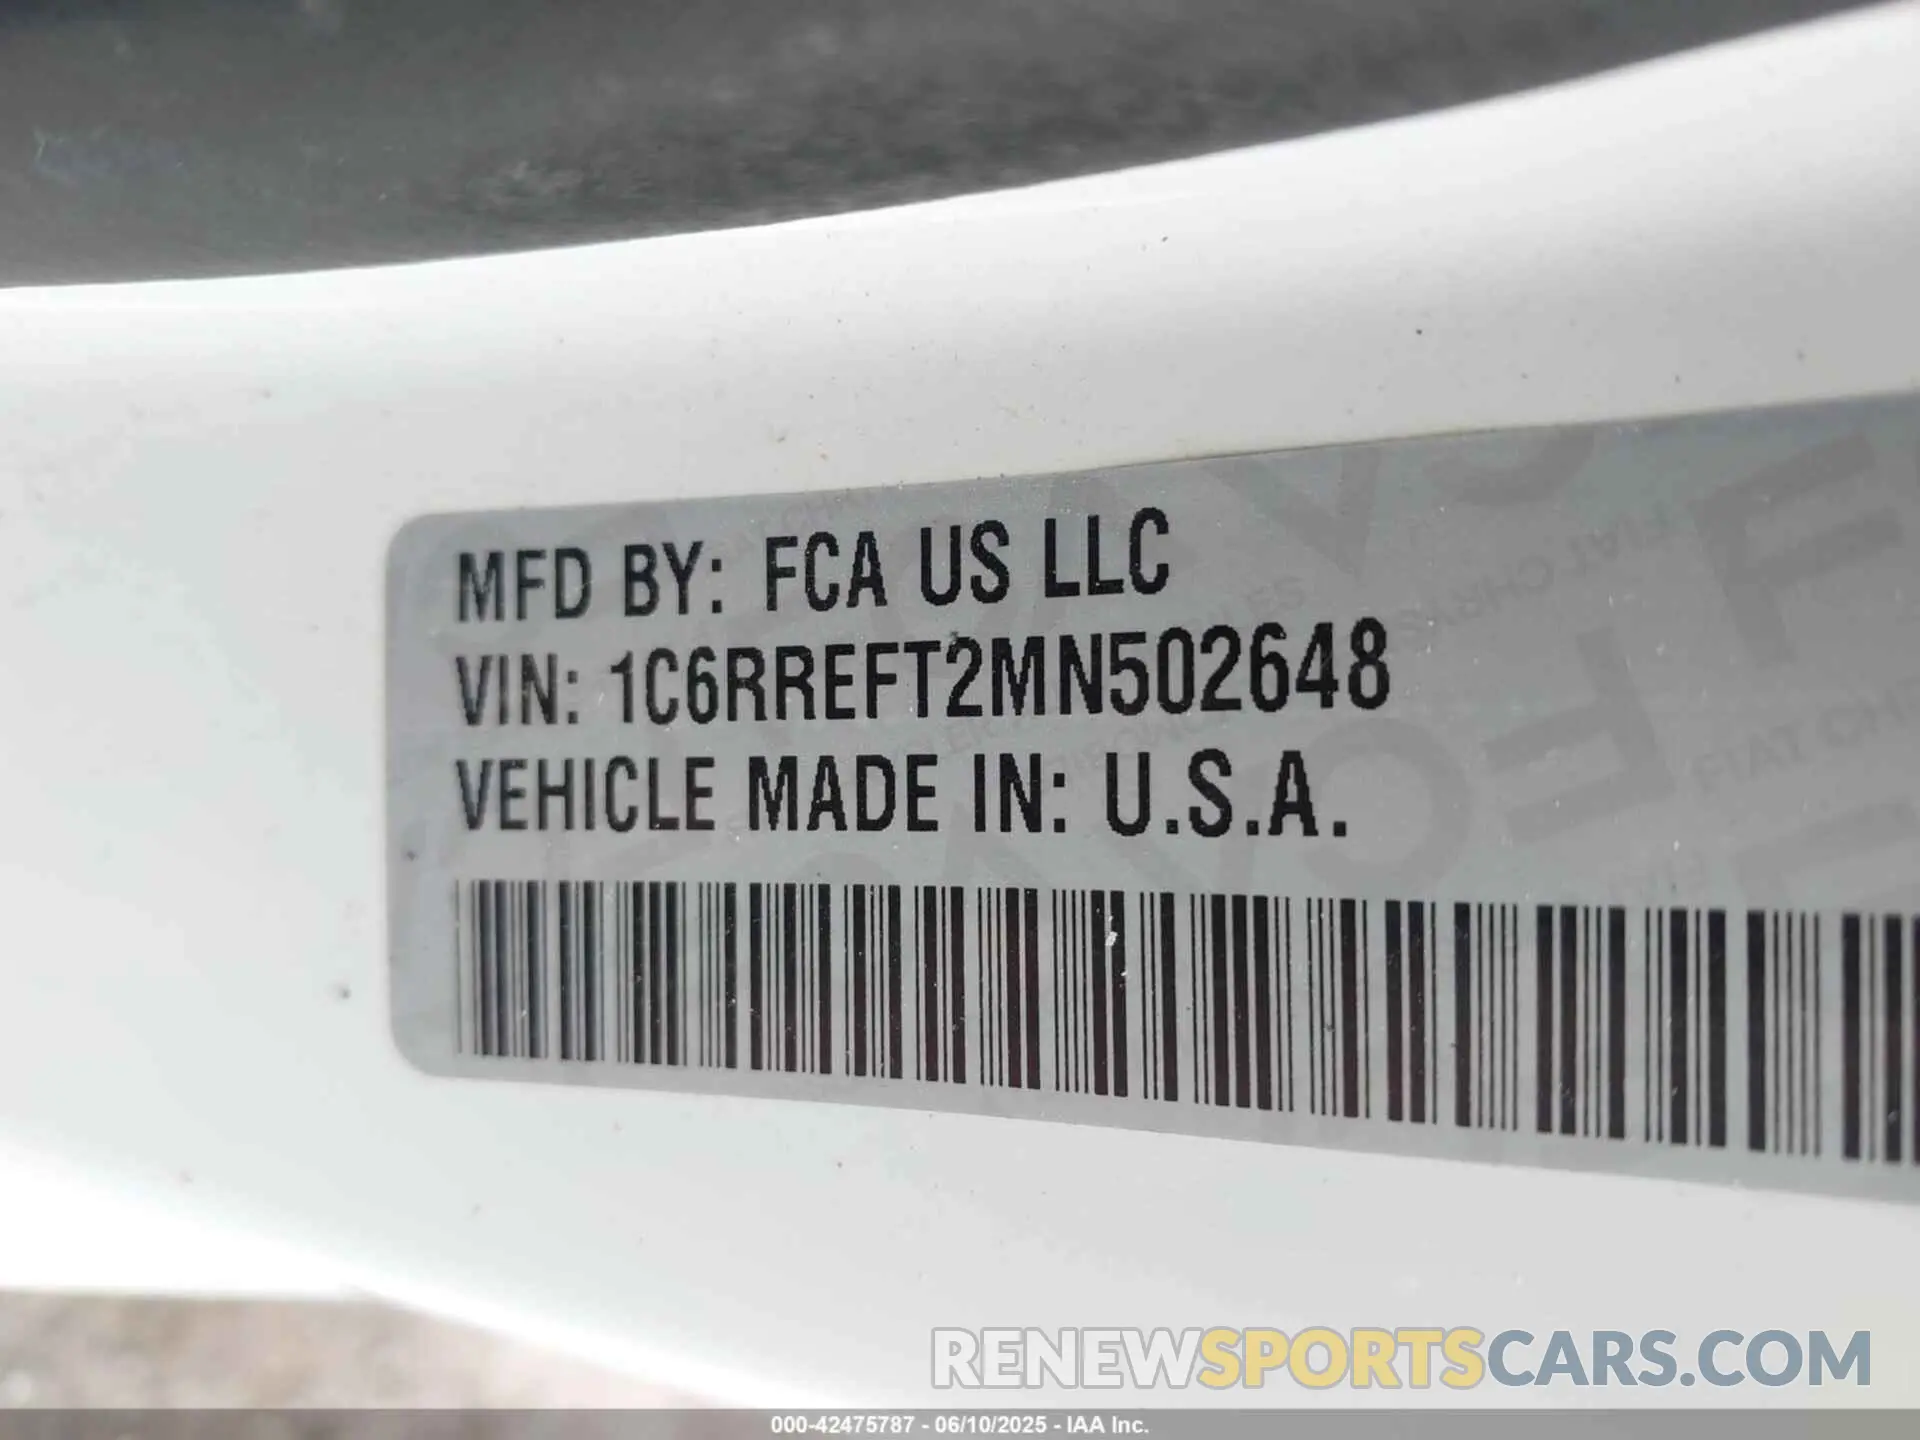 MFD BY: FCA US LLC
VIN: 1C6RREFT2MN502648
VEHICLE MADE IN: U.S.A.
RENEWSPORTSCARS.COM
000-42475787 - 06/10/2025 - IAA Inc.